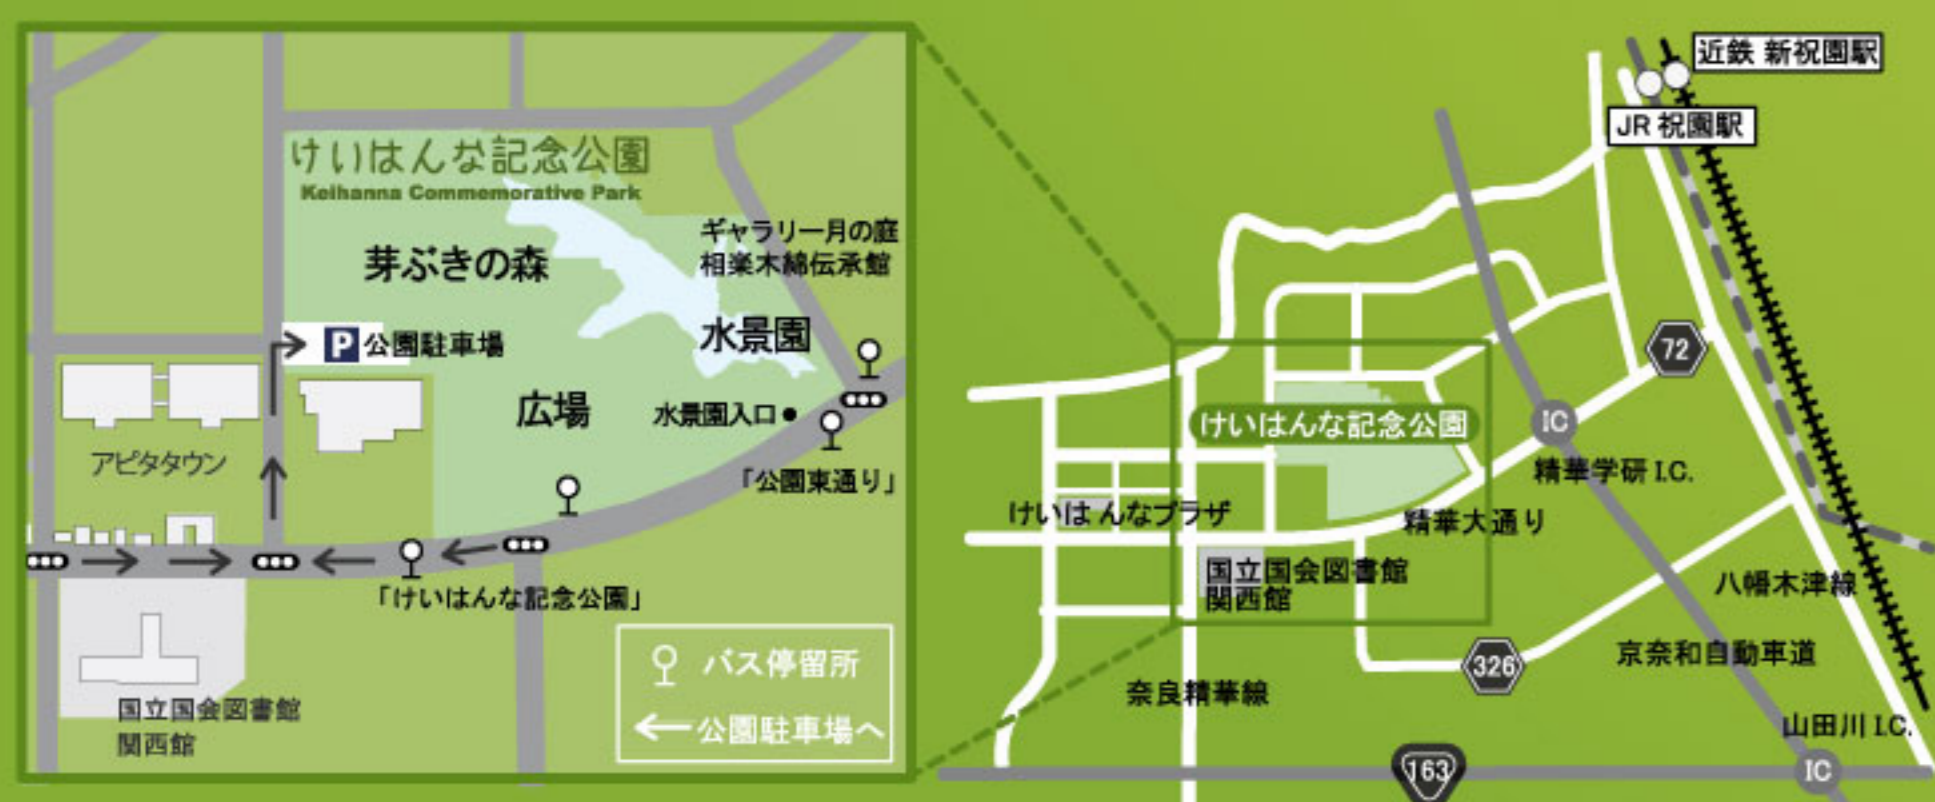 けいはんな記念公園
Keihanna Commemorative Park
芽ぶきの森
ギャラリー月の庭
相楽木綿伝承館
水景園
P 公園駐車場
広場
水景園入口
アピタタウン
「公園東通り」
「けいはんな記念公園」
国立国会図書館
関西館
バス停留所
公園駐車場へ
近鉄 新祝園駅
JR 祝園駅
72
けいはんな記念公園
IC
精華学研 I.C.
けいはんなプラザ
精華大通り
国立国会図書館
関西館
八幡木津線
京奈和自動車道
326
奈良精華線
山田川 I.C.
IC
163